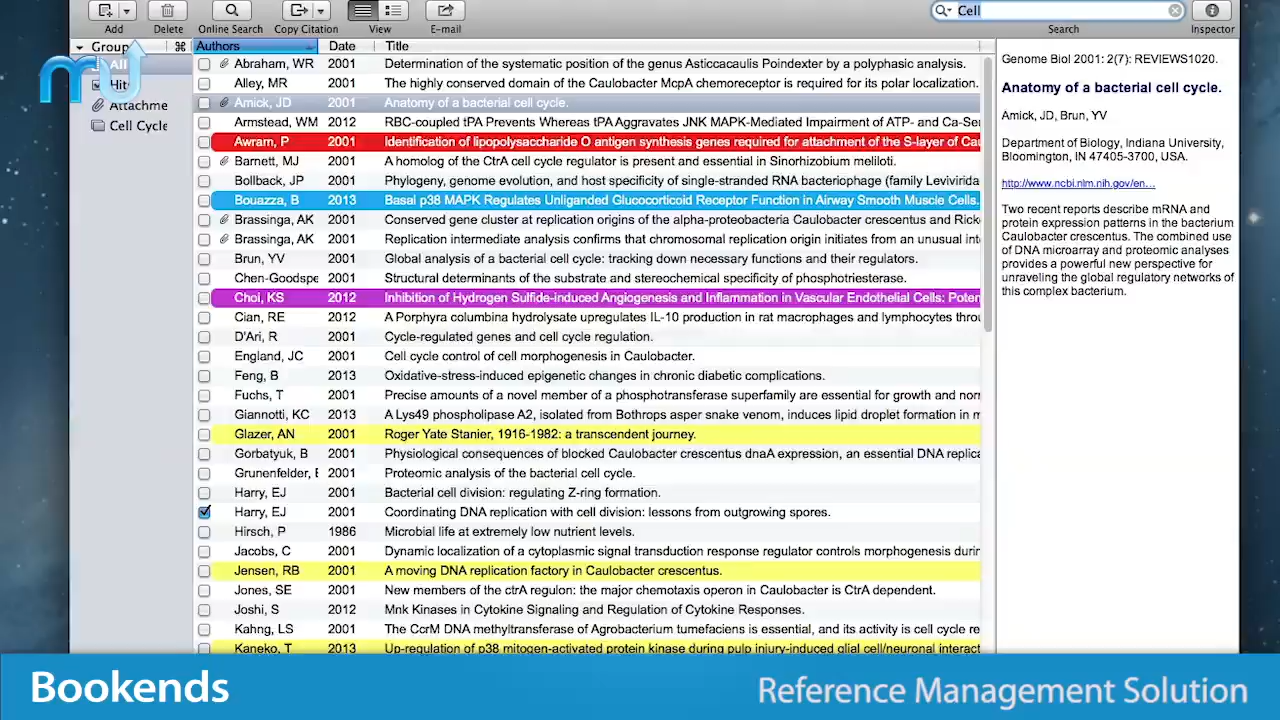 Add
Delete
Online Search
Copy Citation
View
E-mail
Cell
Search
Inspector
Group
Authors Date Title
All
Hit
Attachme
Cell Cycle
Abraham, WR 2001 Determination of the systematic position of the genus Asticcacaulis Poindexter by a polyphasic analysis.
Alley, MR 2001 The highly conserved domain of the Caulobacter McpA chemoreceptor is required for its polar localization.
Amick, JD 2001 Anatomy of a bacterial cell cycle.
Armstead, WM 2012 RBC-coupled tPA Prevents Whereas tPA Aggravates JNK MAPK-Mediated Impairment of ATP- and Ca-Se
Awram, P 2001 Identification of lipopolysaccharide O antigen synthesis genes required for attachment of the S-layer of Cau
Barnett, MJ 2001 A homolog of the CtrA cell cycle regulator is present and essential in Sinorhizobium meliloti.
Bollback, JP 2001 Phylogeny, genome evolution, and host specificity of single-stranded RNA bacteriophage (family Levivirida
Bouazza, B 2013 Basal p38 MAPK Regulates Unliganded Glucocorticoid Receptor Function in Airway Smooth Muscle Cells.
Brassinga, AK 2001 Conserved gene cluster at replication origins of the alpha-proteobacteria Caulobacter crescentus and Ricke
Brassinga, AK 2001 Replication intermediate analysis confirms that chromosomal replication origin initiates from an unusual int
Brun, YV 2001 Global analysis of a bacterial cell cycle: tracking down necessary functions and their regulators.
Chen-Goodspe 2001 Structural determinants of the substrate and stereochemical specificity of phosphotriesterase.
Choi, KS 2012 Inhibition of Hydrogen Sulfide-induced Angiogenesis and Inflammation in Vascular Endothelial Cells: Poten
Cian, RE 2012 A Porphyra columbina hydrolysate upregulates IL-10 production in rat macrophages and lymphocytes throu
D'Ari, R 2001 Cycle-regulated genes and cell cycle regulation.
England, JC 2001 Cell cycle control of cell morphogenesis in Caulobacter.
Feng, B 2013 Oxidative-stress-induced epigenetic changes in chronic diabetic complications.
Fuchs, T 2001 Precise amounts of a novel member of a phosphotransferase superfamily are essential for growth and norn
Giannotti, KC 2013 A Lys49 phospholipase A2, isolated from Bothrops asper snake venom, induces lipid droplet formation in m
Glazer, AN 2001 Roger Yate Stanier, 1916-1982: a transcendent journey.
Gorbatyuk, B 2001 Physiological consequences of blocked Caulobacter crescentus dnaA expression, an essential DNA replica
Grunenfelder, E 2001 Proteomic analysis of the bacterial cell cycle.
Harry, EJ 2001 Bacterial cell division: regulating Z-ring formation.
Harry, EJ 2001 Coordinating DNA replication with cell division: lessons from outgrowing spores.
Hirsch, P 1986 Microbial life at extremely low nutrient levels.
Jacobs, C 2001 Dynamic localization of a cytoplasmic signal transduction response regulator controls morphogenesis durin
Jensen, RB 2001 A moving DNA replication factory in Caulobacter crescentus.
Jones, SE 2001 New members of the ctrA regulon: the major chemotaxis operon in Caulobacter is CtrA dependent.
Joshi, S 2012 Mnk Kinases in Cytokine Signaling and Regulation of Cytokine Responses.
Kahng, LS 2001 The CcrM DNA methyltransferase of Agrobacterium tumefaciens is essential, and its activity is cell cycle re
Kaneko, T 2013 Up-regulation of p38 mitogen-activated protein kinase during pulp injury-induced glial cell/neuronal interact
Genome Biol 2001: 2(7): REVIEWS1020.
Anatomy of a bacterial cell cycle.
Amick, JD, Brun, YV
Department of Biology, Indiana University,
Bloomington, IN 47405-3700, USA.
http://www.ncbi.nlm.nih.gov/en...
Two recent reports describe mRNA and
protein expression patterns in the bacterium
Caulobacter crescentus. The combined use
of DNA microarray and proteomic analyses
provides a powerful new perspective for
unraveling the global regulatory networks of
this complex bacterium.
Bookends
Reference Management Solution